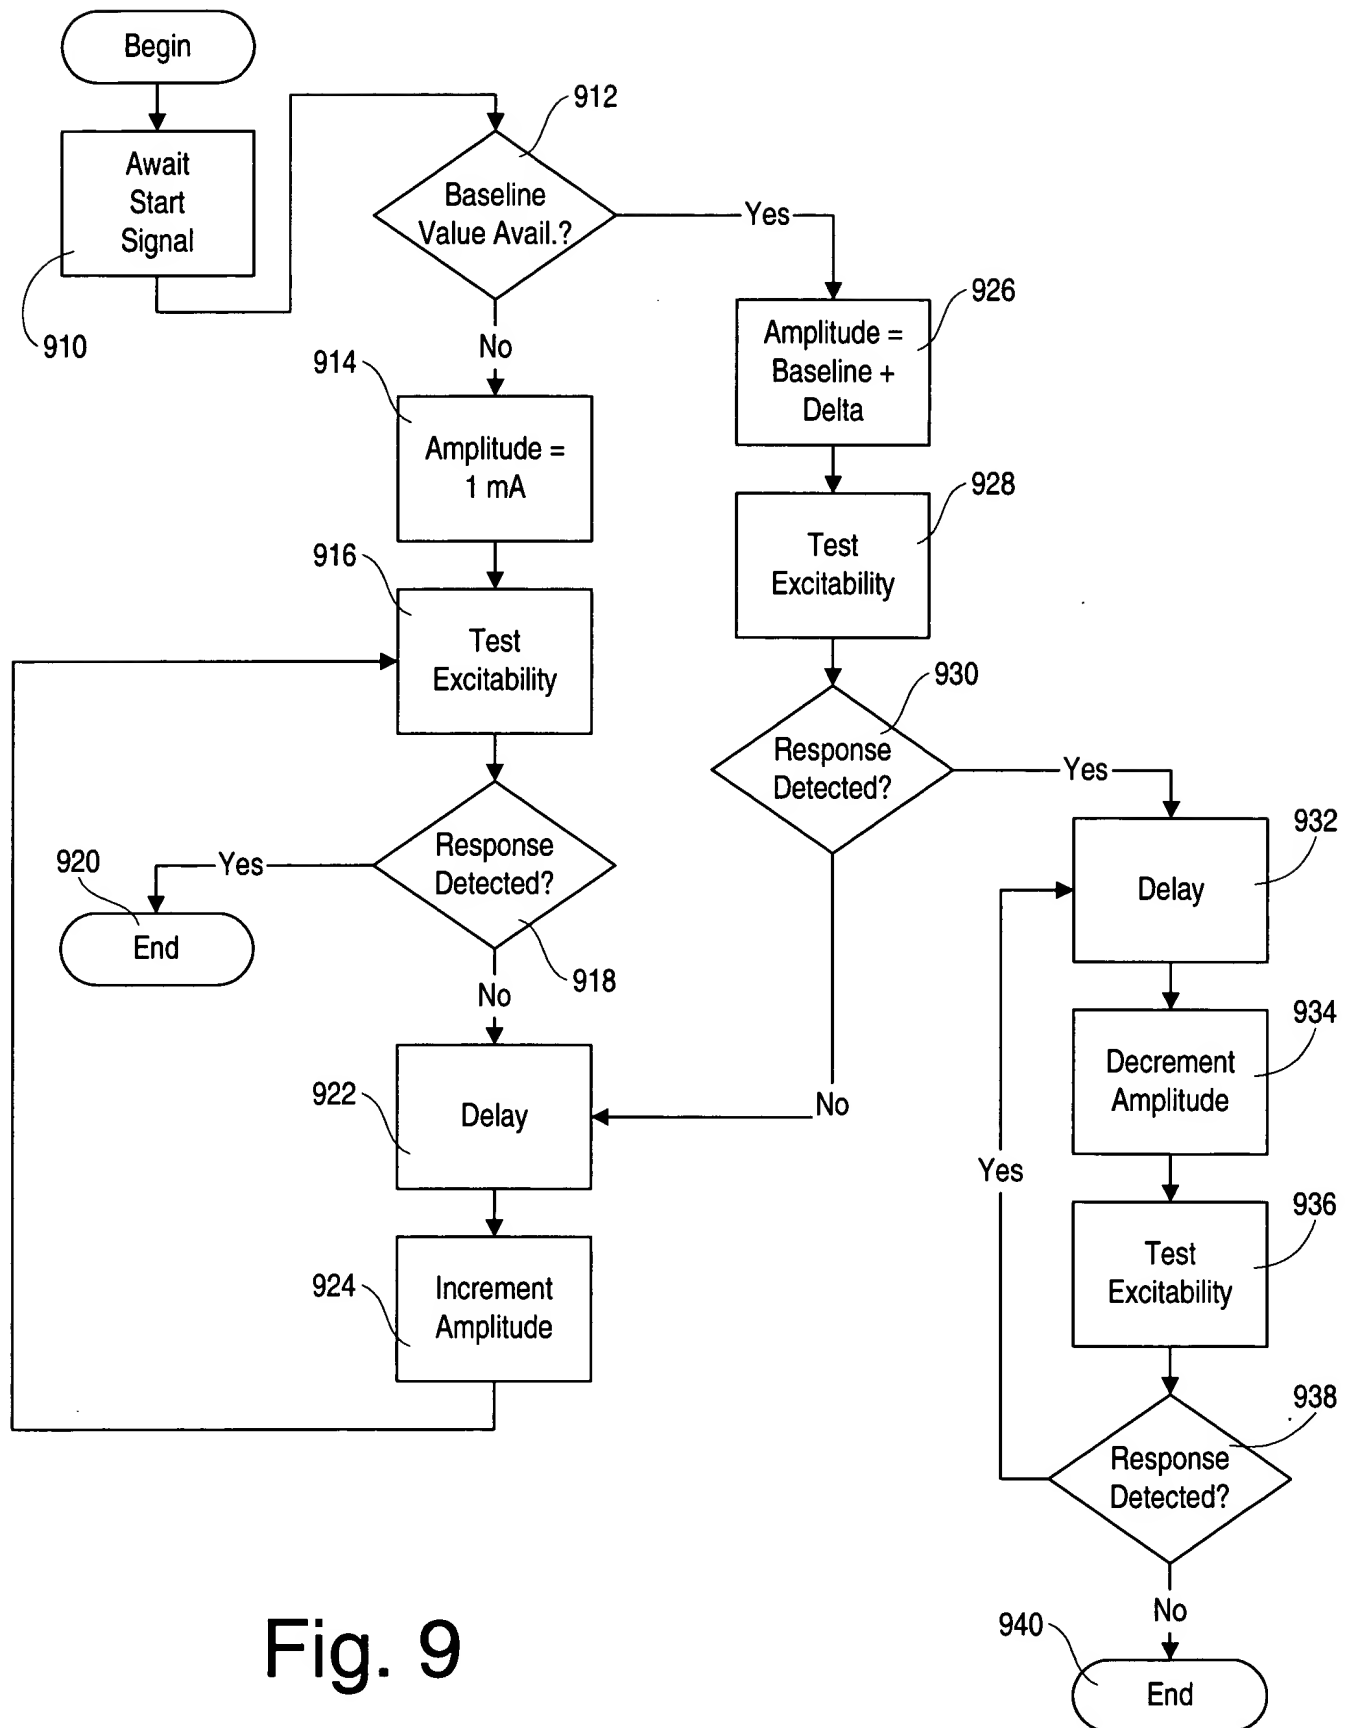 Begin
Await
Start
Signal
910
912
Baseline
Value Avail.?
Yes
No
914
Amplitude =
1 mA
916
Test
Excitability
Response
Detected?
918
Yes
920
End
No
922
Delay
924
Increment
Amplitude
926
Amplitude =
Baseline +
Delta
928
Test
Excitability
930
Response
Detected?
Yes
No
932
Delay
934
Decrement
Amplitude
936
Test
Excitability
938
Response
Detected?
Yes
No
940
End
Fig. 9